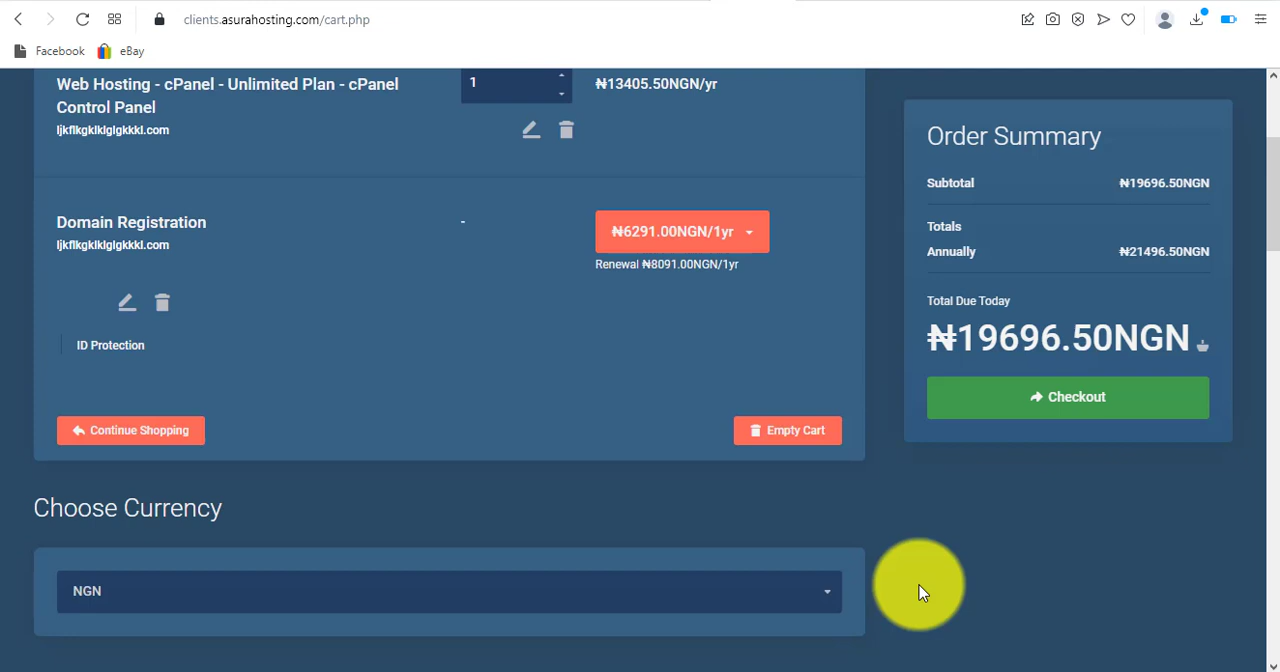 clients.asurahosting.com/cart.php
Facebook
eBay
Web Hosting - cPanel - Unlimited Plan - cPanel Control Panel
1
₦13405.50NGN/yr
ljkflkgklklglgkkkl.com
Domain Registration
-
₦6291.00NGN/1yr
ljkflkgklklglgkkkl.com
Renewal ₦8091.00NGN/1yr
ID Protection
Continue Shopping
Empty Cart
Order Summary
Subtotal ₦19696.50NGN
Totals
Annually ₦21496.50NGN
Total Due Today
₦19696.50NGN
Checkout
Choose Currency
NGN